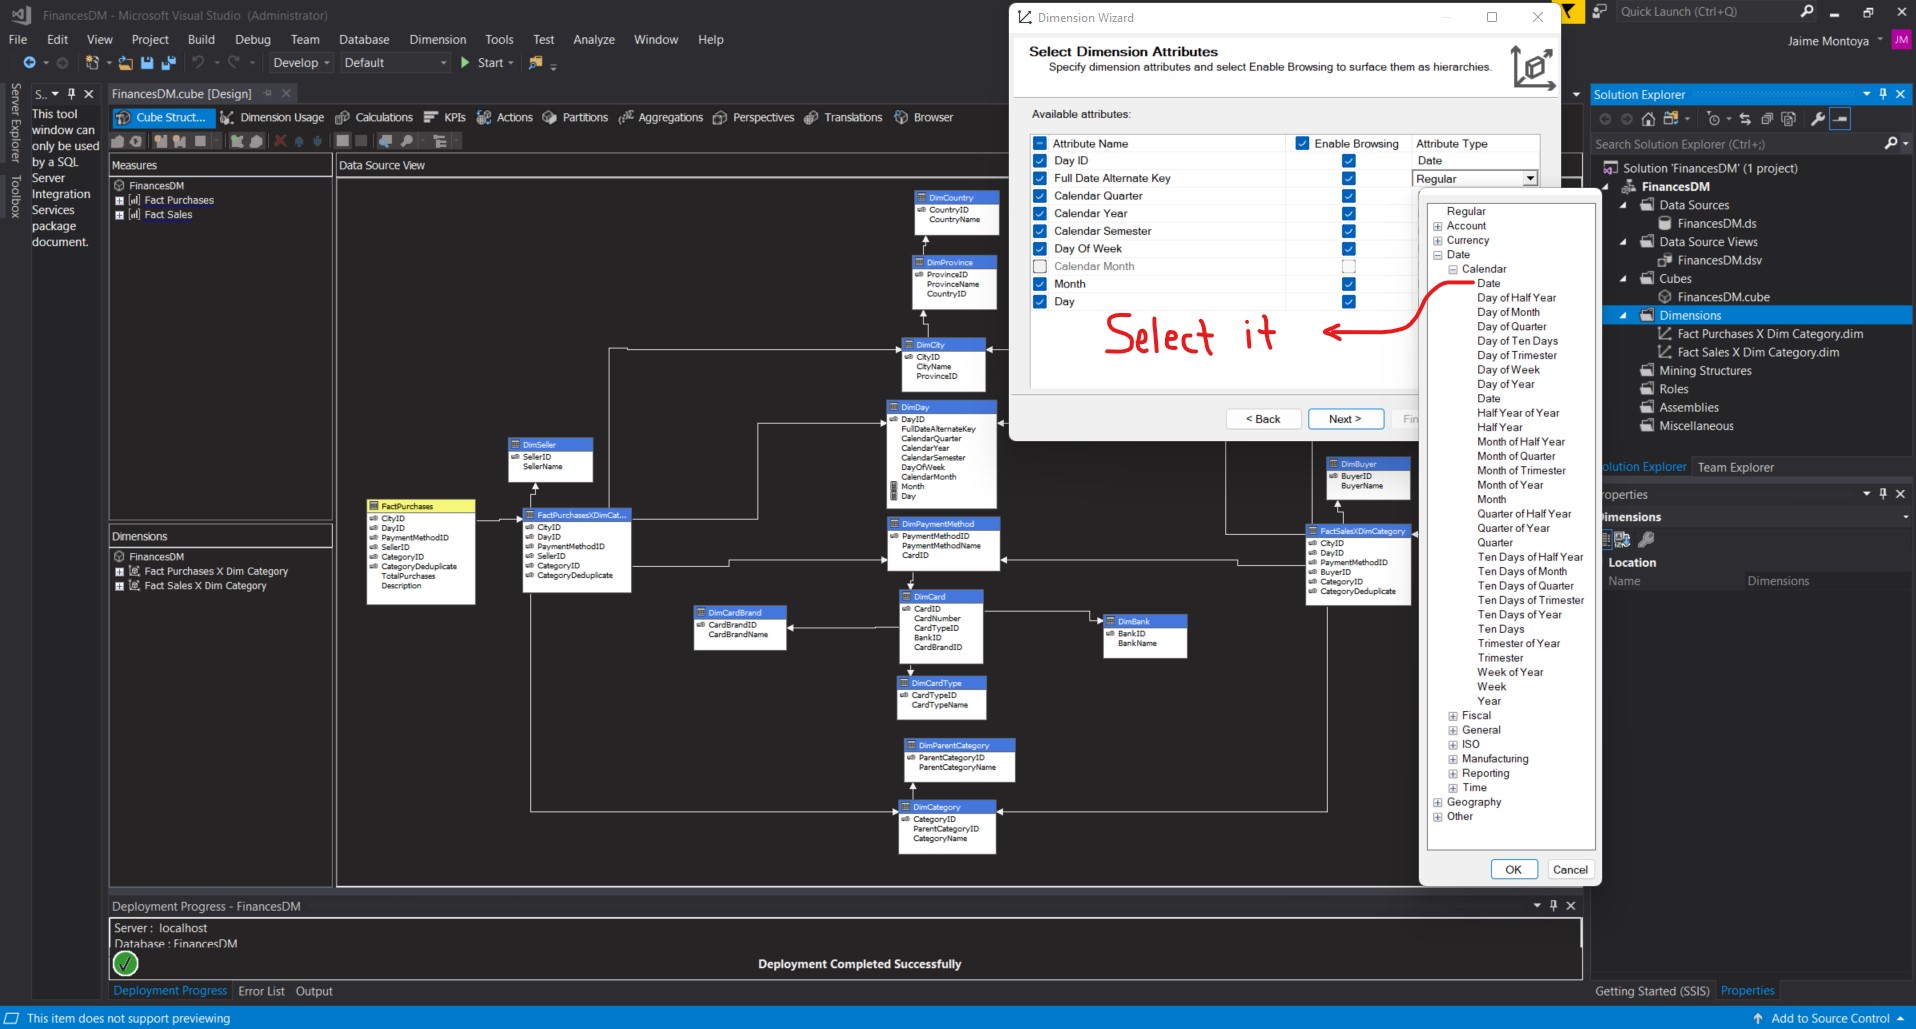 FinancesDM - Microsoft Visual Studio (Administrator)
Quick Launch (Ctrl+Q)
File Edit View Project Build Debug Team Database Dimension Tools Test Analyze Window Help
Jaime Montoya JM
Develop Default Start
Server Explorer
Toolbox
S..
This tool
window can
only be used
by a SQL
Server
Integration
Services
package
document.
FinancesDM.cube [Design]
Cube Struct... Dimension Usage Calculations KPIs Actions Partitions Aggregations Perspectives Translations Browser
Measures
FinancesDM
Fact Purchases
Fact Sales
Dimensions
FinancesDM
Fact Purchases X Dim Category
Fact Sales X Dim Category
Data Source View
DimCountry
CountryID
CountryName
DimProvince
ProvinceID
ProvinceName
CountryID
DimCity
CityID
CityName
ProvinceID
DimDay
DayID
FullDateAlternateKey
CalendarQuarter
CalendarYear
CalendarSemester
DayOfWeek
CalendarMonth
Month
Day
DimSeller
SellerID
SellerName
FactPurchases
CityID
DayID
PaymentMethodID
SellerID
CategoryID
CategoryDeduplicate
TotalPurchases
Description
FactPurchasesXDimCat...
CityID
DayID
PaymentMethodID
SellerID
CategoryID
CategoryDeduplicate
DimPaymentMethod
PaymentMethodID
PaymentMethodName
CardID
DimCard
CardID
CardNumber
CardTypeID
BankID
CardBrandID
DimCardBrand
CardBrandID
CardBrandName
DimBank
BankID
BankName
DimCardType
CardTypeID
CardTypeName
DimParentCategory
ParentCategoryID
ParentCategoryName
DimCategory
CategoryID
ParentCategoryID
CategoryName
DimBuyer
BuyerID
BuyerName
FactSalesXDimCategory
CityID
DayID
PaymentMethodID
BuyerID
CategoryID
CategoryDeduplicate
Dimension Wizard
Select Dimension Attributes
Specify dimension attributes and select Enable Browsing to surface them as hierarchies.
Available attributes:
Attribute Name Enable Browsing Attribute Type
Day ID Date
Full Date Alternate Key Regular
Calendar Quarter
Calendar Year
Calendar Semester
Day Of Week
Calendar Month
Month
Day
Select it
< Back Next > Fin
Regular
Account
Currency
Date
Calendar
Date
Day of Half Year
Day of Month
Day of Quarter
Day of Ten Days
Day of Trimester
Day of Week
Day of Year
Date
Half Year of Year
Half Year
Month of Half Year
Month of Quarter
Month of Trimester
Month of Year
Month
Quarter of Half Year
Quarter of Year
Quarter
Ten Days of Half Year
Ten Days of Month
Ten Days of Quarter
Ten Days of Trimester
Ten Days of Year
Ten Days
Trimester of Year
Trimester
Week of Year
Week
Year
Fiscal
General
ISO
Manufacturing
Reporting
Time
Geography
Other
OK Cancel
Solution Explorer
Search Solution Explorer (Ctrl+;)
Solution 'FinancesDM' (1 project)
FinancesDM
Data Sources
FinancesDM.ds
Data Source Views
FinancesDM.dsv
Cubes
FinancesDM.cube
Dimensions
Fact Purchases X Dim Category.dim
Fact Sales X Dim Category.dim
Mining Structures
Roles
Assemblies
Miscellaneous
olution Explorer Team Explorer
roperties
Dimensions
Location
Name Dimensions
Deployment Progress - FinancesDM
Server : localhost
Database : FinancesDM
Deployment Completed Successfully
Deployment Progress Error List Output
Getting Started (SSIS) Properties
This item does not support previewing
Add to Source Control